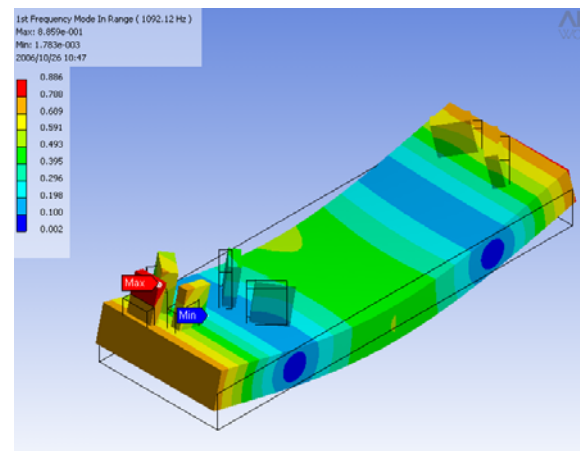 1st Frequency Mode In Range ( 1092.12 Hz )
Max: 8.859e-001
Min: 1.783e-003
2006/10/26 10:47
0.886
0.788
0.609
0.591
0.493
0.395
0.296
0.198
0.100
0.002
Max
Min